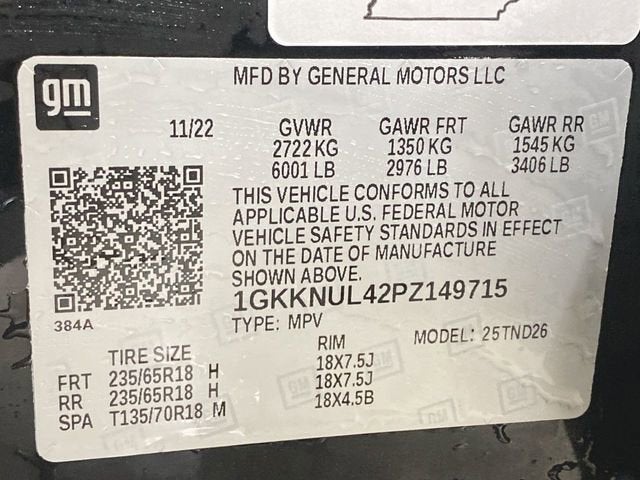 gm
MFD BY GENERAL MOTORS LLC
11/22 GVWR GAWR FRT GAWR RR
2722 KG 1350 KG 1545 KG
6001 LB 2976 LB 3406 LB
THIS VEHICLE CONFORMS TO ALL
APPLICABLE U.S. FEDERAL MOTOR
VEHICLE SAFETY STANDARDS IN EFFECT
ON THE DATE OF MANUFACTURE
SHOWN ABOVE.
1GKKNUL42PZ149715
384A
TYPE: MPV MODEL: 25TND26
TIRE SIZE RIM
FRT 235/65R18 H 18X7.5J
RR 235/65R18 H 18X7.5J
SPA T135/70R18 M 18X4.5B